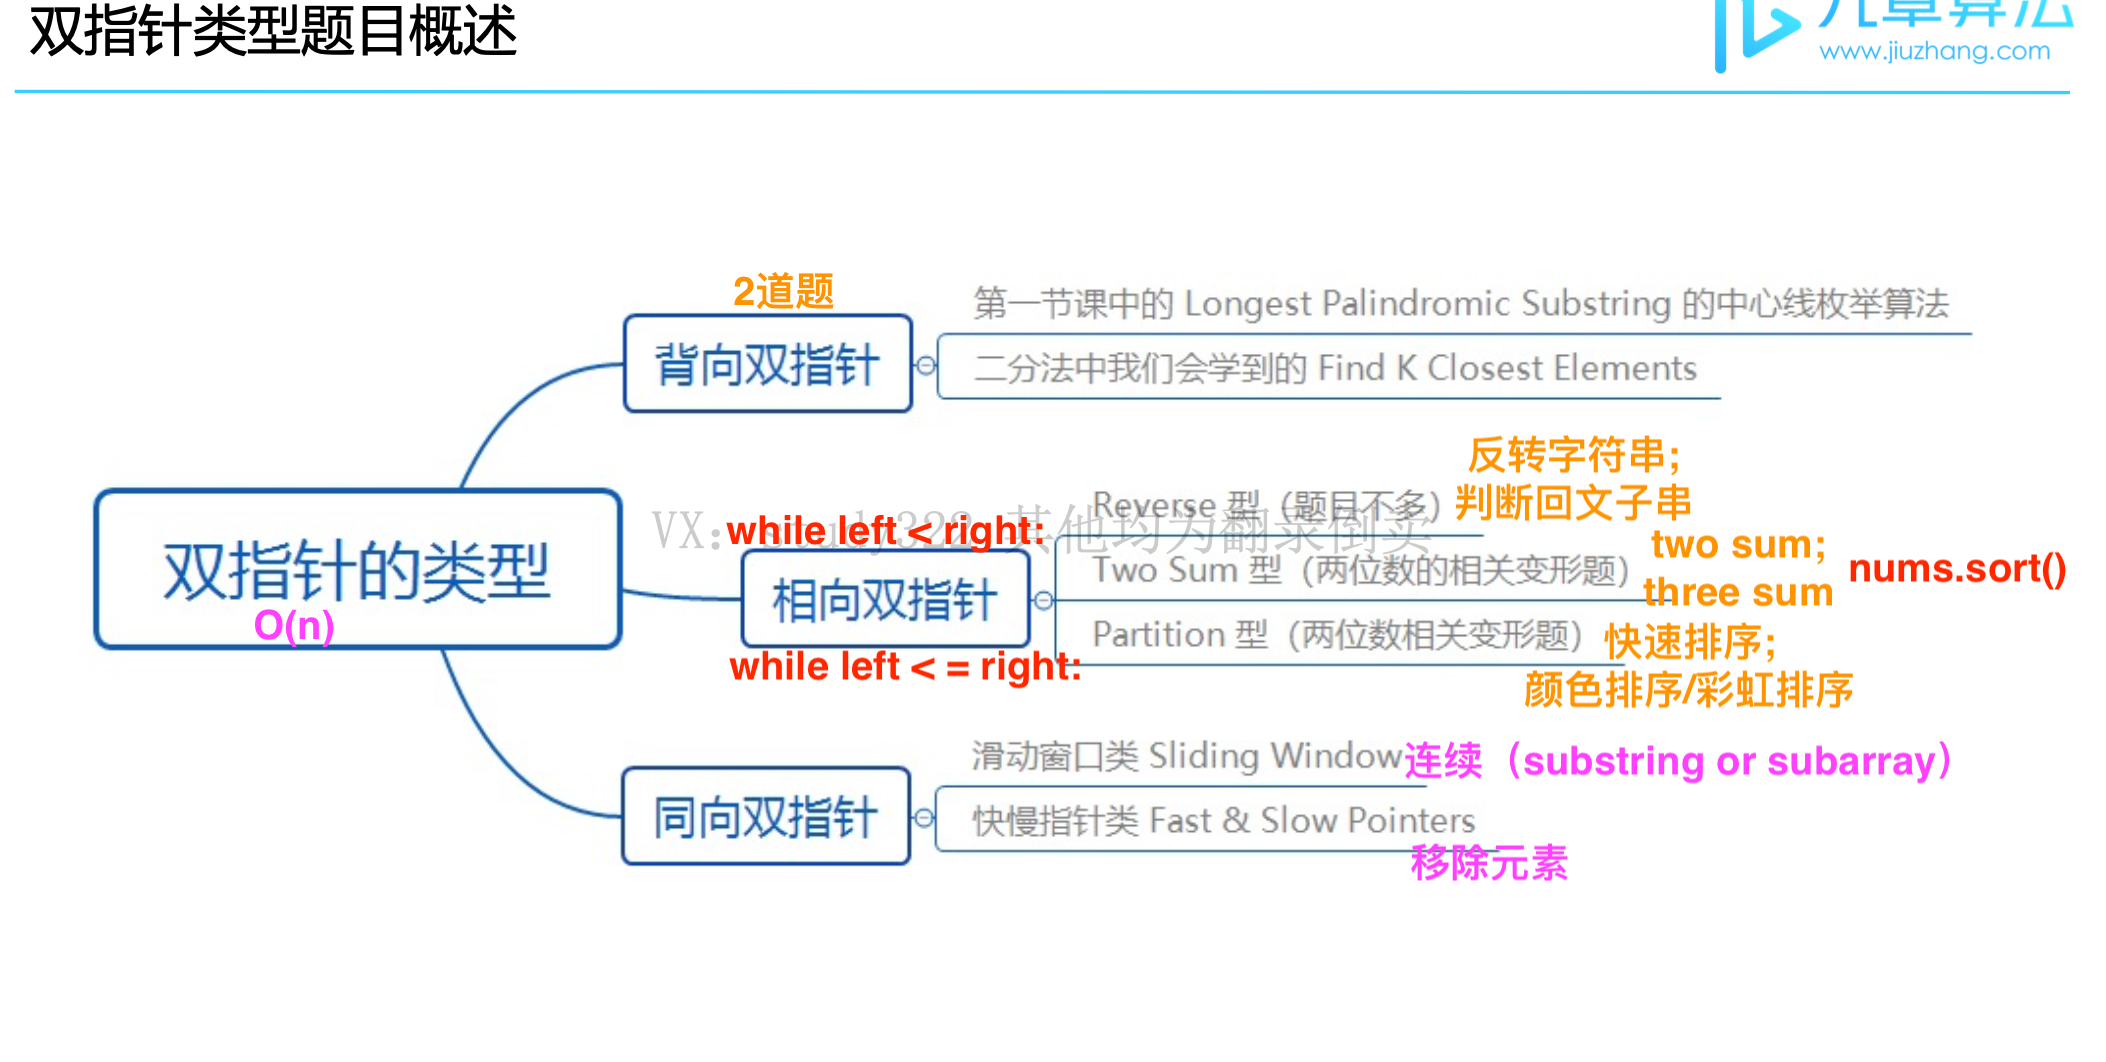 双指针类型题目概述
九章算法
www.jiuzhang.com
2道题
背向双指针
第一节课中的 Longest Palindromic Substring 的中心线枚举算法
二分法中我们会学到的 Find K Closest Elements
双指针的类型
O(n)
VX: study322 其他均为翻录倒卖
while left < right:
相向双指针
while left < = right:
Reverse 型（题目不多）
反转字符串；
判断回文子串
Two Sum 型（两位数的相关变形题）
two sum;
three sum
nums.sort()
Partition 型（两位数相关变形题）
快速排序；
颜色排序/彩虹排序
同向双指针
滑动窗口类 Sliding Window
连续（substring or subarray）
快慢指针类 Fast & Slow Pointers
移除元素